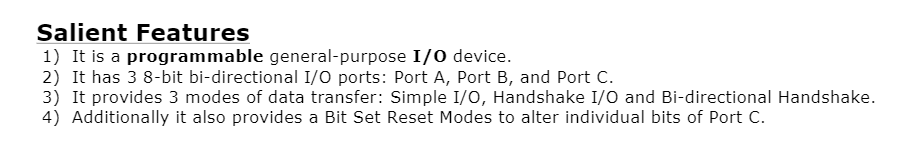 Salient Features
1) It is a programmable general-purpose I/O device.
2) It has 3 8-bit bi-directional I/O ports: Port A, Port B, and Port C.
3) It provides 3 modes of data transfer: Simple I/O, Handshake I/O and Bi-directional Handshake.
4) Additionally it also provides a Bit Set Reset Modes to alter individual bits of Port C.